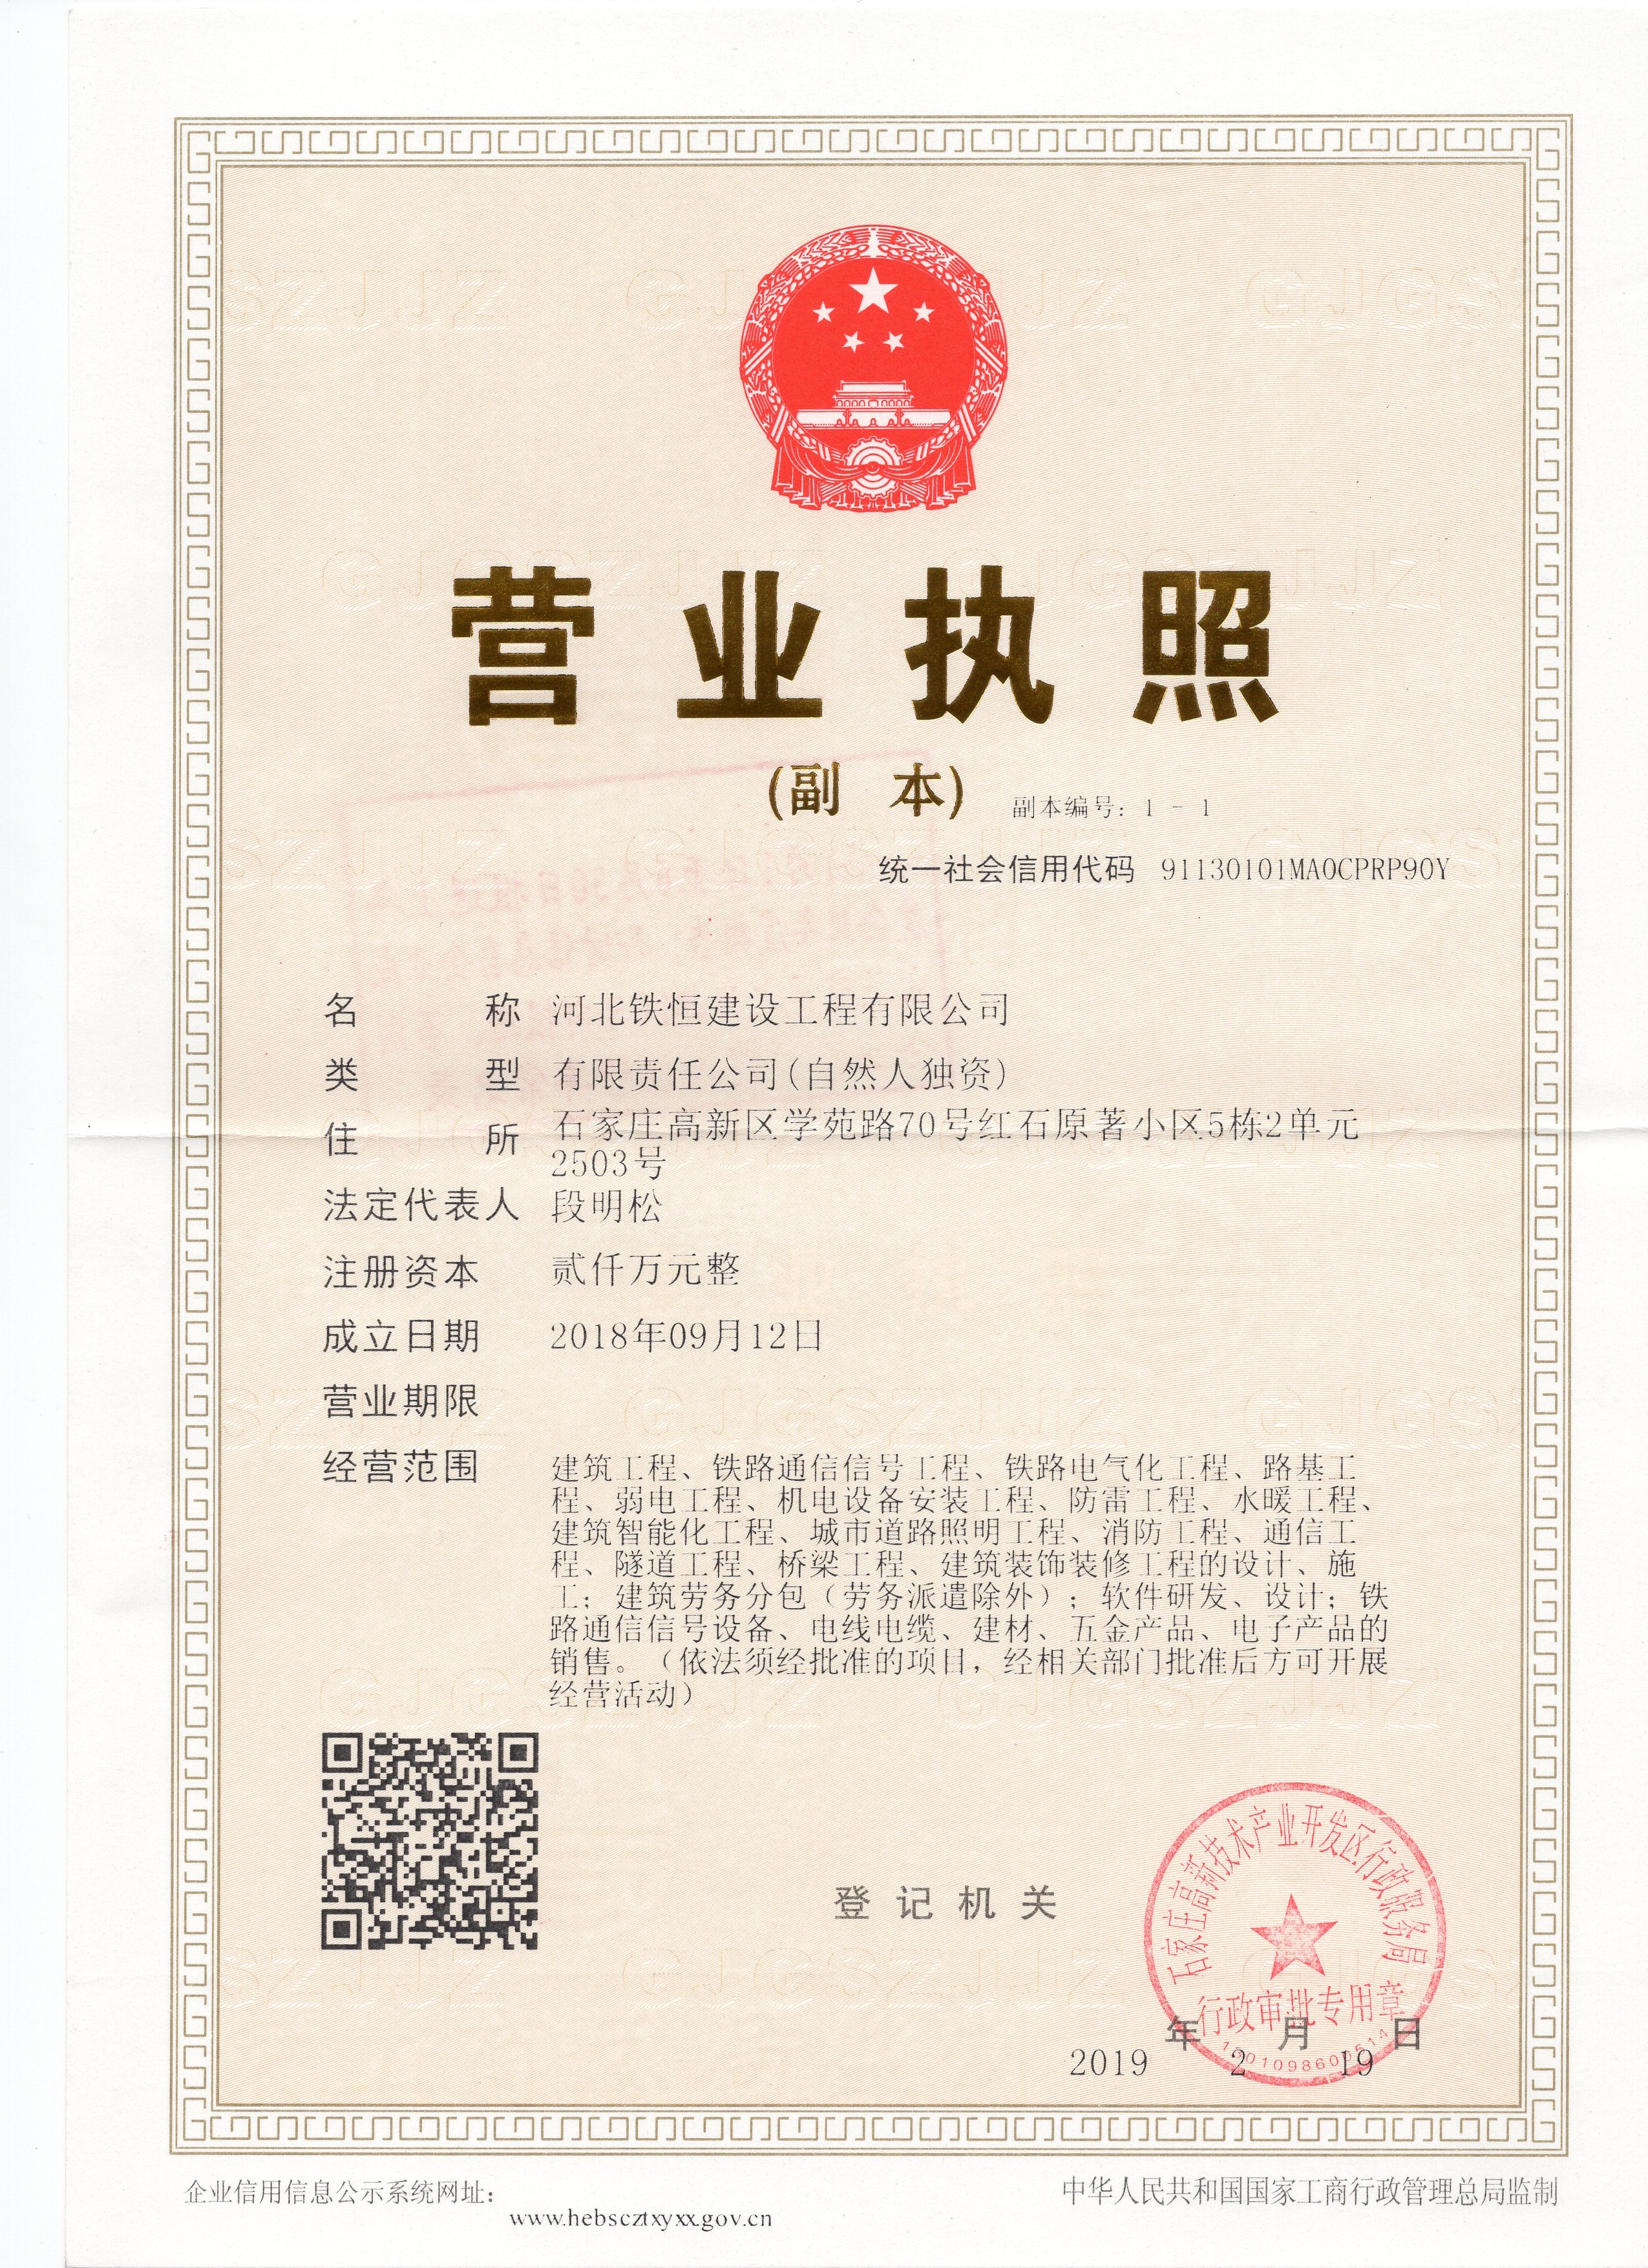 营业执照
(副 本) 副本编号：1 - 1
统一社会信用代码 91130101MA0CPRP90Y
名 称 河北铁恒建设工程有限公司
类 型 有限责任公司(自然人独资)
住 所 石家庄高新区学苑路70号红石原著小区5栋2单元
2503号
法定代表人 段明松
注册资本 贰仟万元整
成立日期 2018年09月12日
营业期限
经营范围 建筑工程、铁路通信信号工程、铁路电气化工程、路基工
程、弱电工程、机电设备安装工程、防雷工程、水暖工程、
建筑智能化工程、城市道路照明工程、消防工程、通信工
程、隧道工程、桥梁工程、建筑装饰装修工程的设计、施
工；建筑劳务分包（劳务派遣除外）；软件研发、设计；铁
路通信信号设备、电线电缆、建材、五金产品、电子产品的
销售。（依法须经批准的项目，经相关部门批准后方可开展
经营活动）
登记机关
石家庄高新技术产业开发区行政服务局
行政审批专用章
年 月 日
2019 2 19
企业信用信息公示系统网址：
www.hebscztxyxx.gov.cn
中华人民共和国国家工商行政管理总局监制